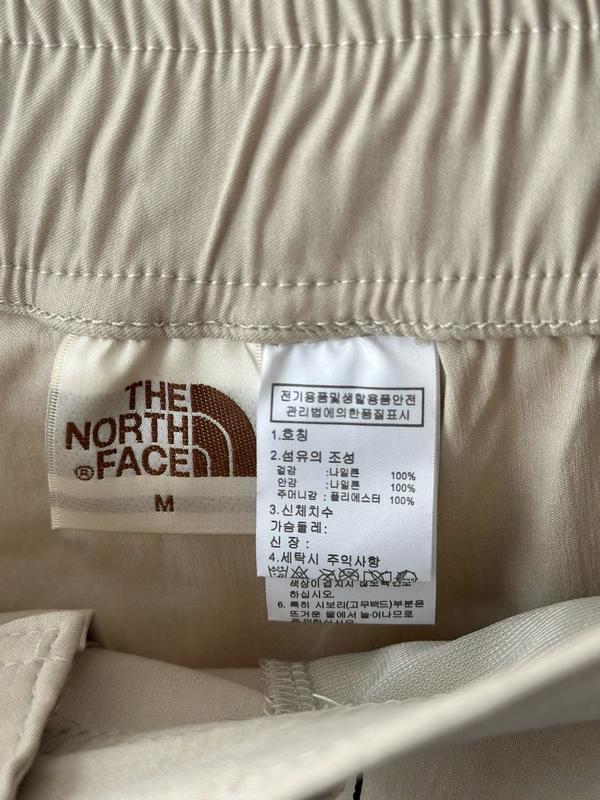 THE
NORTH
FACE
®
M
전기용품및생활용품안전
관리법에의한품질표시
1.호칭
2.섬유의 조성
겉감 :나일론 100%
안감 :나일론 100%
주머니감 : 폴리에스터 100%
3.신체치수
가슴둘레:
신 장 :
4.세탁시 주의사항
하십시오.
6. 특히 시보리(고무밴드)부분은
뜨거운 물에서 늘어나므로